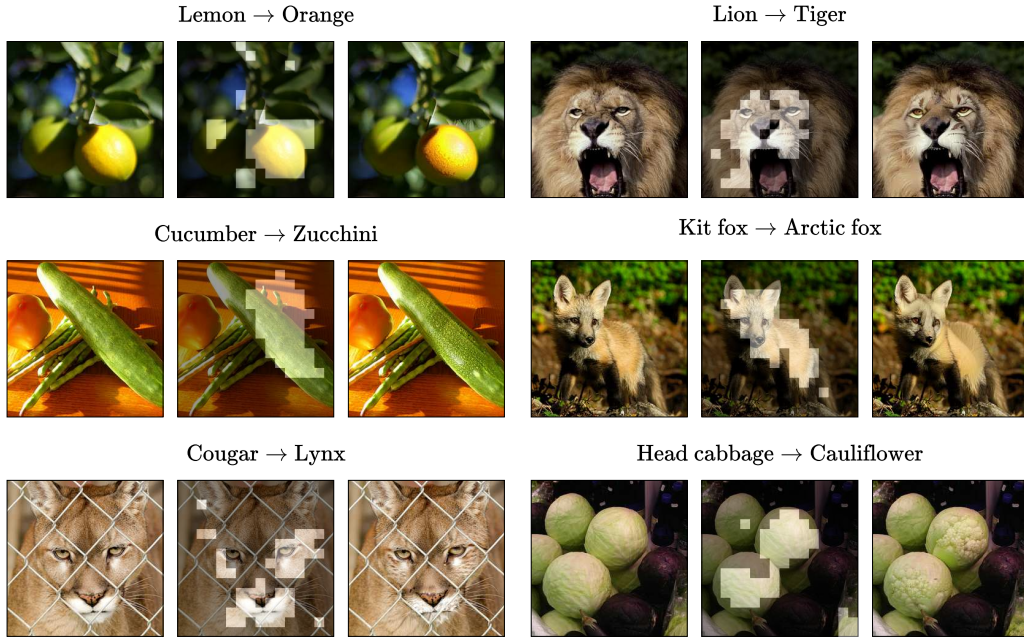 Lemon → Orange
Lion → Tiger
Cucumber → Zucchini
Kit fox → Arctic fox
Cougar → Lynx
Head cabbage → Cauliflower